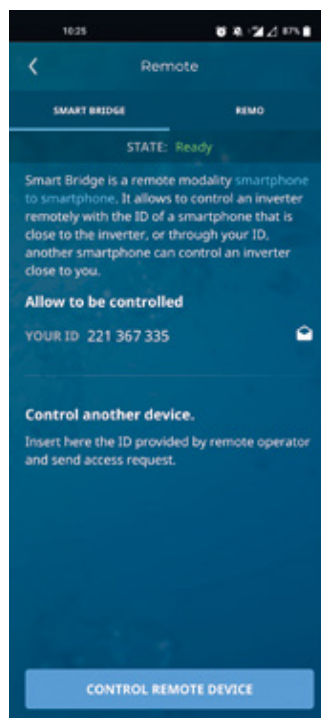 10:25
87%
Remote
SMART BRIDGE
REMO
STATE: Ready
Smart Bridge is a remote modality smartphone
to smartphone. It allows to control an inverter
remotely with the ID of a smartphone that is
close to the inverter, or through your ID,
another smartphone can control an inverter
close to you.
Allow to be controlled
YOUR ID 221 367 335
Control another device.
Insert here the ID provided by remote operator
and send access request.
CONTROL REMOTE DEVICE